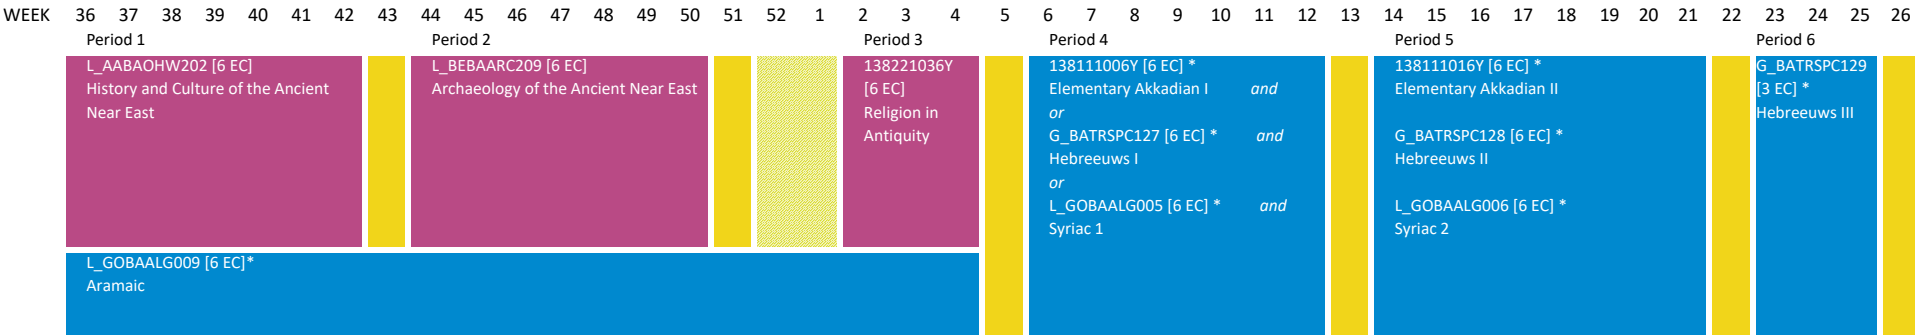 WEEK 36 37 38 39 40 41 42 43 44 45 46 47 48 49 50 51 52 1 2 3 4 5 6 7 8 9 10 11 12 13 14 15 16 17 18 19 20 21 22 23 24 25 26
Period 1 Period 2 Period 3 Period 4 Period 5 Period 6
L_AABAOHW202 [6 EC]
History and Culture of the Ancient
Near East
L_BEBAARC209 [6 EC]
Archaeology of the Ancient Near East
138221036Y
[6 EC]
Religion in
Antiquity
138111006Y [6 EC] *
Elementary Akkadian I and
or
G_BATRSPC127 [6 EC] * and
Hebreeuws I
or
L_GOBAALG005 [6 EC] * and
Syriac 1
138111016Y [6 EC] *
Elementary Akkadian II
G_BATRSPC128 [6 EC] *
Hebreeuws II
L_GOBAALG006 [6 EC] *
Syriac 2
G_BATRSPC129
[3 EC] *
Hebreeuws III
L_GOBAALG009 [6 EC]*
Aramaic